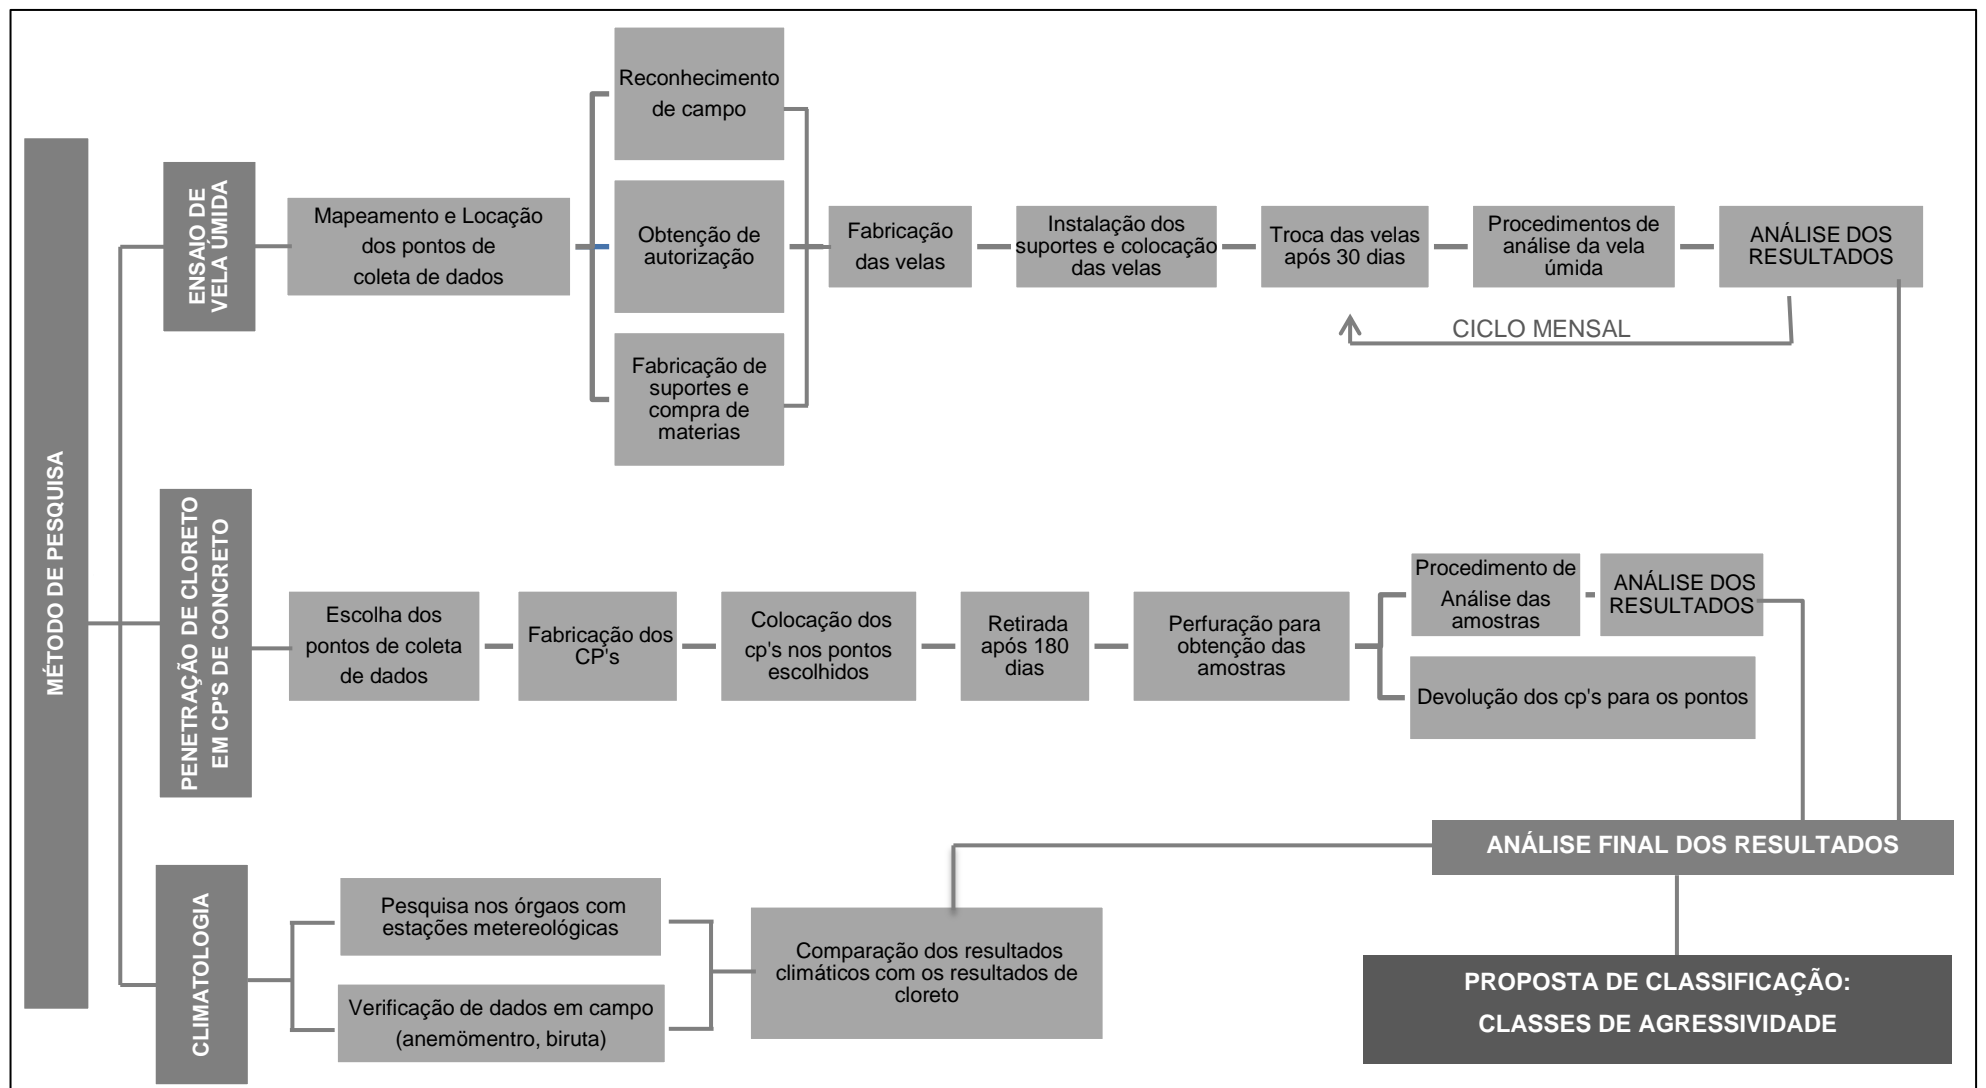 MÉTODO DE PESQUISA
ENSAIO DE
VELA ÚMIDA
Mapeamento e Locação
dos pontos de
coleta de dados
Reconhecimento
de campo
Obtenção de
autorização
Fabricação de
suportes e
compra de
materias
Fabricação
das velas
Instalação dos
suportes e colocação
das velas
Troca das velas
após 30 dias
Procedimentos de
análise da vela
úmida
ANÁLISE DOS
RESULTADOS
CICLO MENSAL
PENETRAÇÃO DE CLORETO
EM CP'S DE CONCRETO
Escolha dos
pontos de coleta
de dados
Fabricação dos
CP's
Colocação dos
cp's nos pontos
escolhidos
Retirada
após 180
dias
Perfuração para
obtenção das
amostras
Procedimento de
Análise das
amostras
ANÁLISE DOS
RESULTADOS
Devolução dos cp's para os pontos
CLIMATOLOGIA
Pesquisa nos órgaos com
estações metereológicas
Verificação de dados em campo
(anemömentro, biruta)
Comparação dos resultados
climáticos com os resultados de
cloreto
ANÁLISE FINAL DOS RESULTADOS
PROPOSTA DE CLASSIFICAÇÃO:
CLASSES DE AGRESSIVIDADE